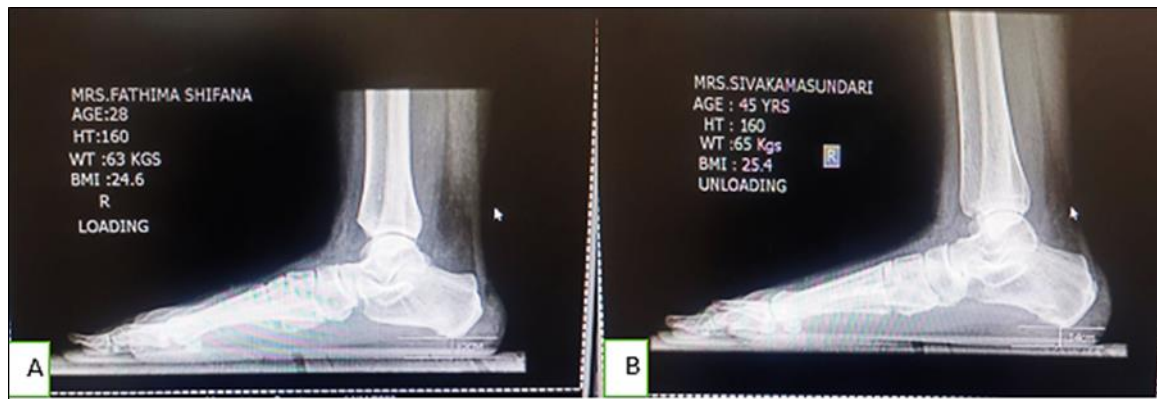 MRS.FATHIMA SHIFANA
AGE:28
HT:160
WT :63 KGS
BMI :24.6
R
LOADING
A
MRS.SIVAKAMASUNDARI
AGE : 45 YRS
HT : 160
WT :65 Kgs
BMI : 25.4
R
UNLOADING
B